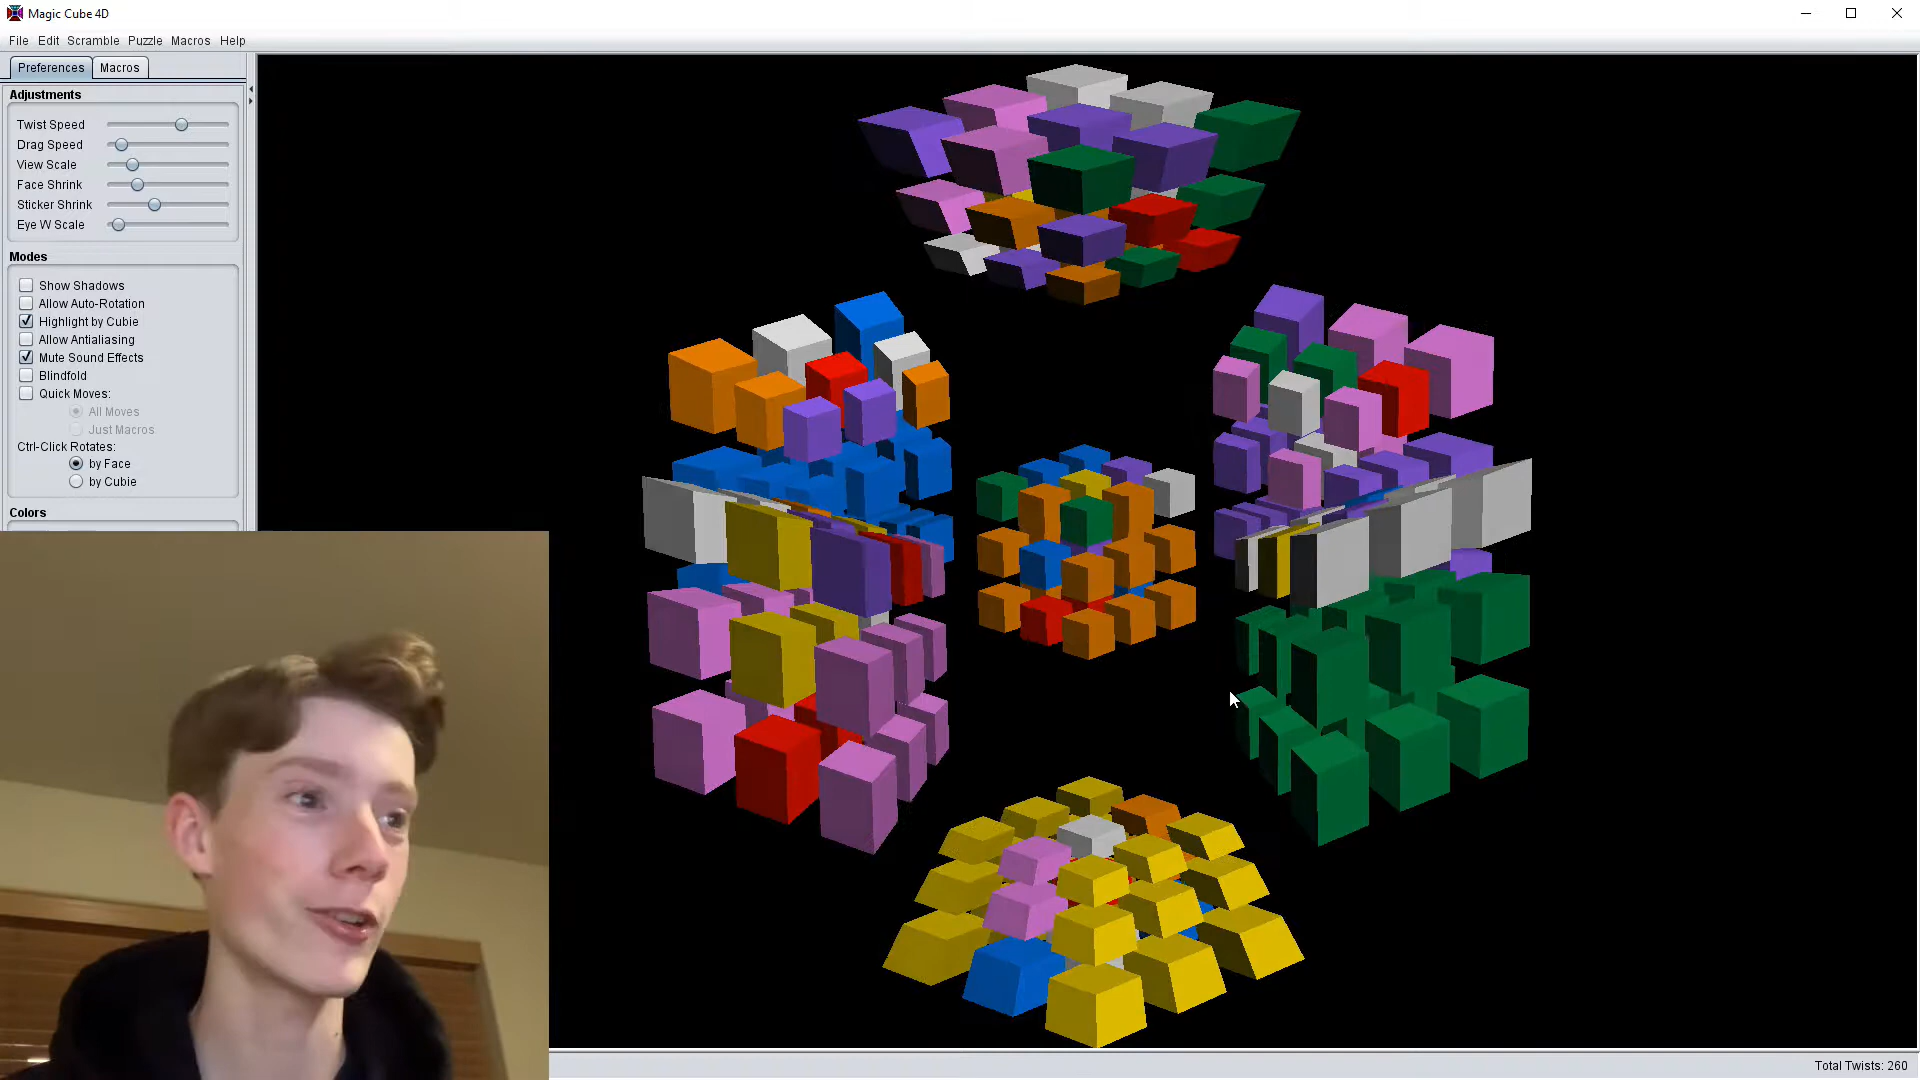 Magic Cube 4D
File Edit Scramble Puzzle Macros Help
Preferences Macros
Adjustments
Twist Speed
Drag Speed
View Scale
Face Shrink
Sticker Shrink
Eye W Scale
Modes
Show Shadows
Allow Auto-Rotation
Highlight by Cubie
Allow Antialiasing
Mute Sound Effects
Blindfold
Quick Moves:
All Moves
Just Macros
Ctrl-Click Rotates:
by Face
by Cubie
Colors
Total Twists: 260